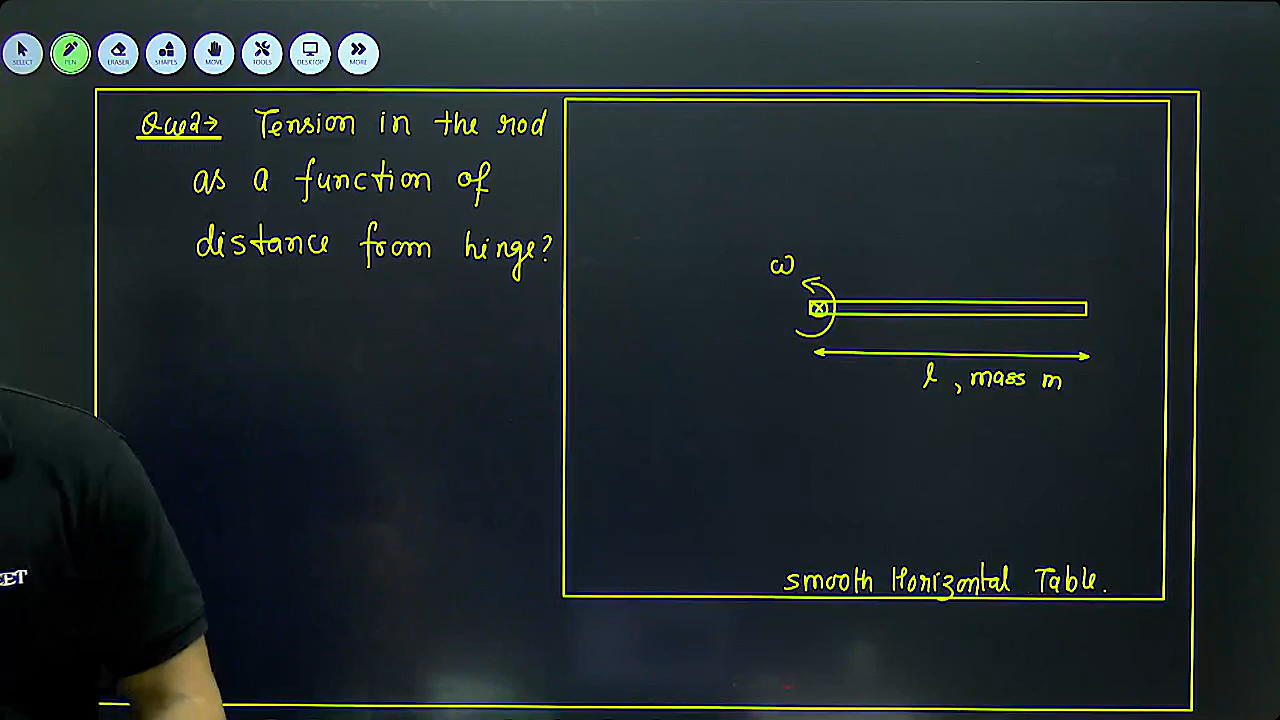 SELECT
PEN
ERASER
SHAPES
MOVE
TOOLS
DESKTOP
MORE
Que2→ Tension in the rod
as a function of
distance from hinge?
ω
l , mass m
smooth Horizontal Table.